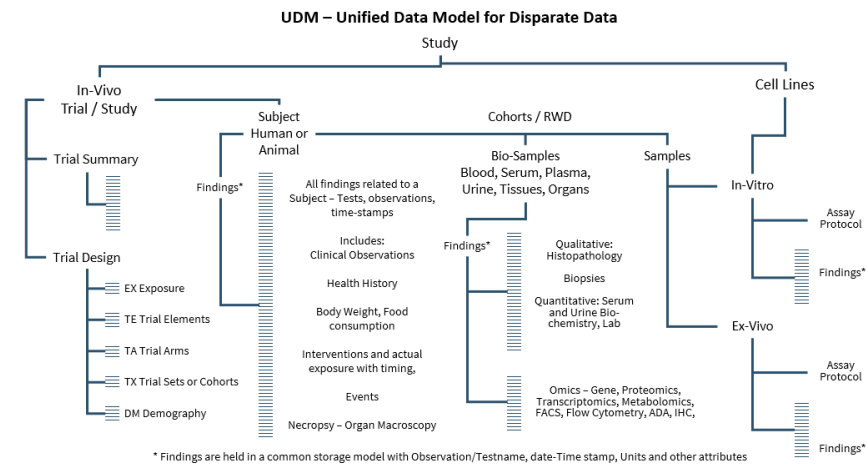 UDM – Unified Data Model for Disparate Data
Study
In-Vivo
Trial / Study
Trial Summary
Trial Design
EX Exposure
TE Trial Elements
TA Trial Arms
TX Trial Sets or Cohorts
DM Demography
Subject
Human or
Animal
Findings*
All findings related to a
Subject – Tests, observations,
time-stamps
Includes:
Clinical Observations
Health History
Body Weight, Food
consumption
Interventions and actual
exposure with timing,
Events
Necropsy – Organ Macroscopy
Cohorts / RWD
Bio-Samples
Blood, Serum, Plasma,
Urine, Tissues, Organs
Findings*
Qualitative:
Histopathology
Biopsies
Quantitative: Serum
and Urine Bio-
chemistry, Lab
Omics – Gene, Proteomics,
Transcriptomics, Metabolomics,
FACS, Flow Cytometry, ADA, IHC,
Samples
Cell Lines
In-Vitro
Assay
Protocol
Findings*
Ex-Vivo
Assay
Protocol
Findings*
* Findings are held in a common storage model with Observation/Testname, date-Time stamp, Units and other attributes